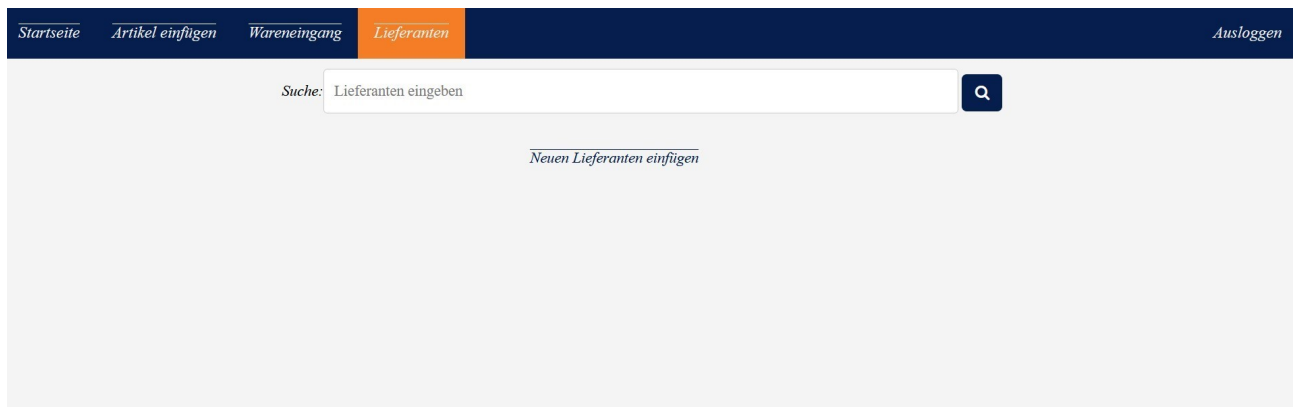 Startseite Artikel einfügen Wareneingang Lieferanten Ausloggen
Suche: Lieferanten eingeben
Neuen Lieferanten einfügen